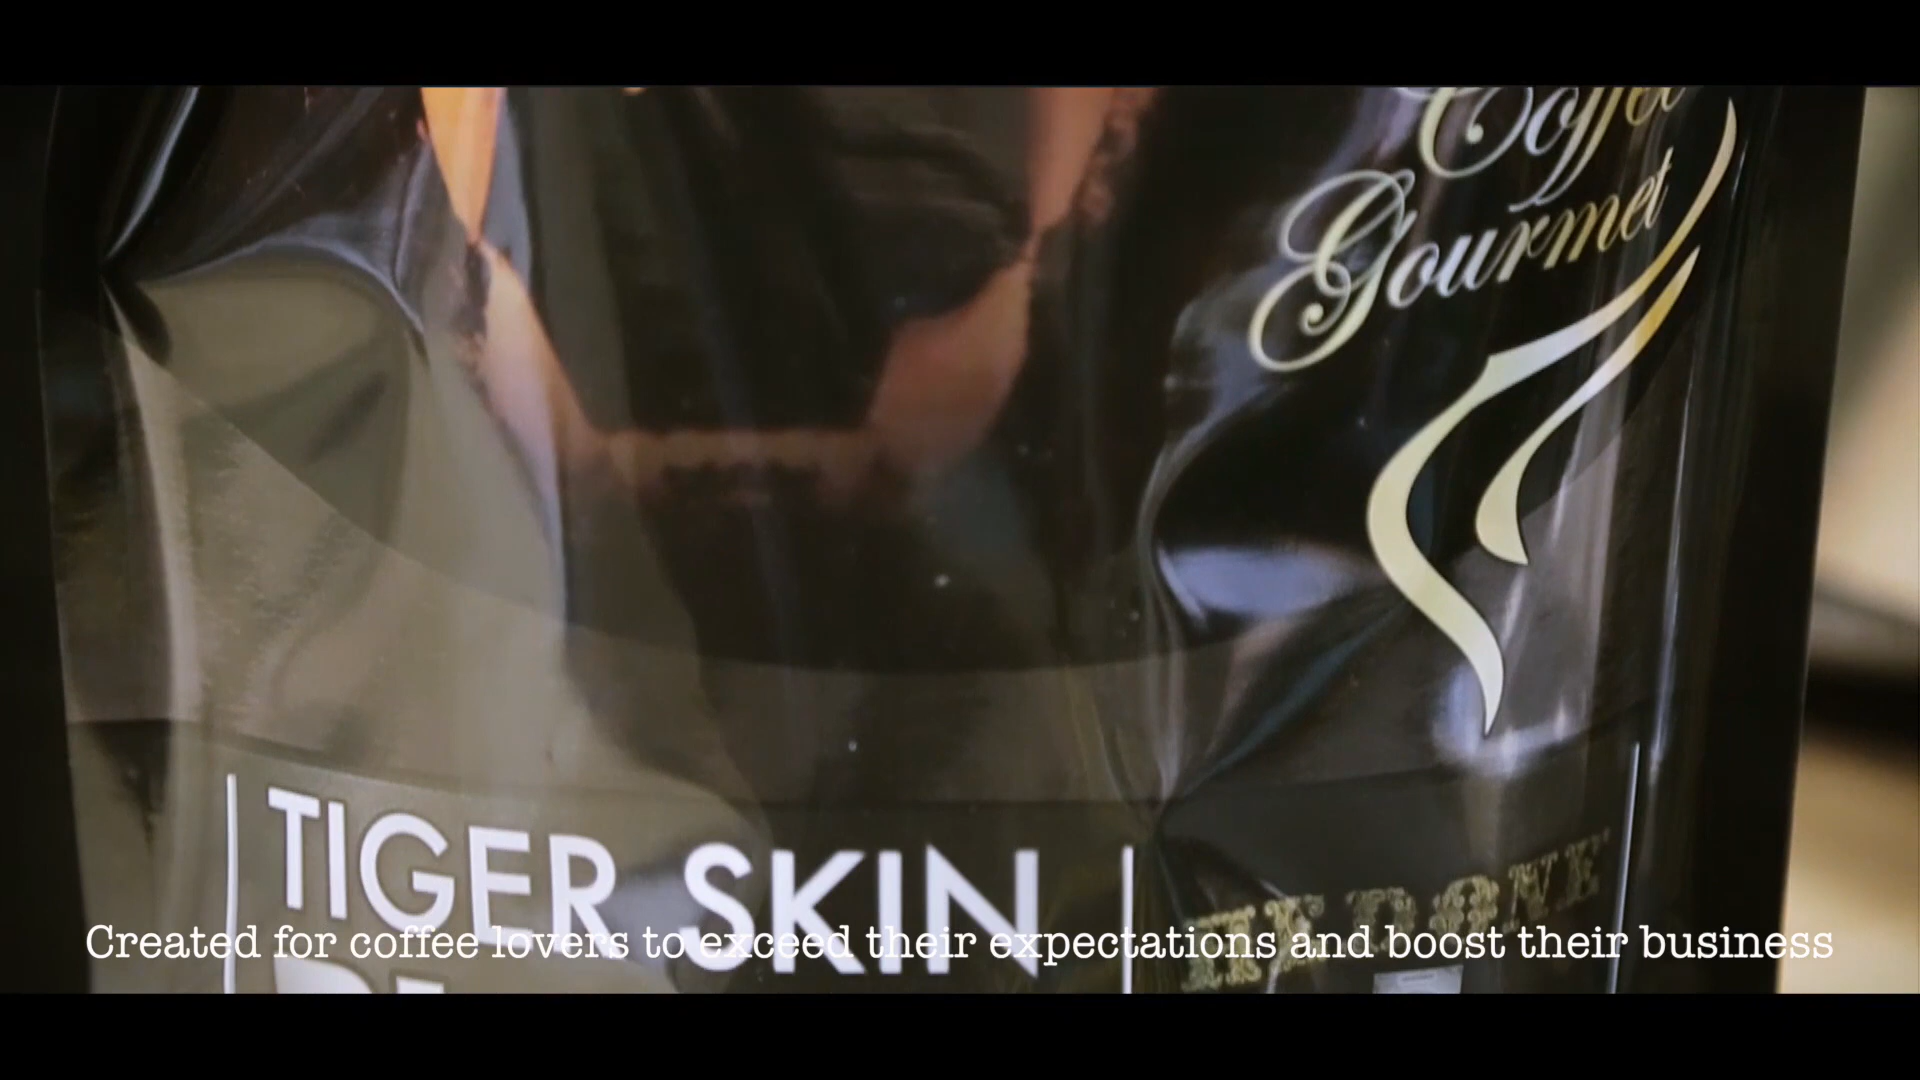 Coffee
Gourmet
TIGER SKIN
Created for coffee lovers to exceed their expectations and boost their business